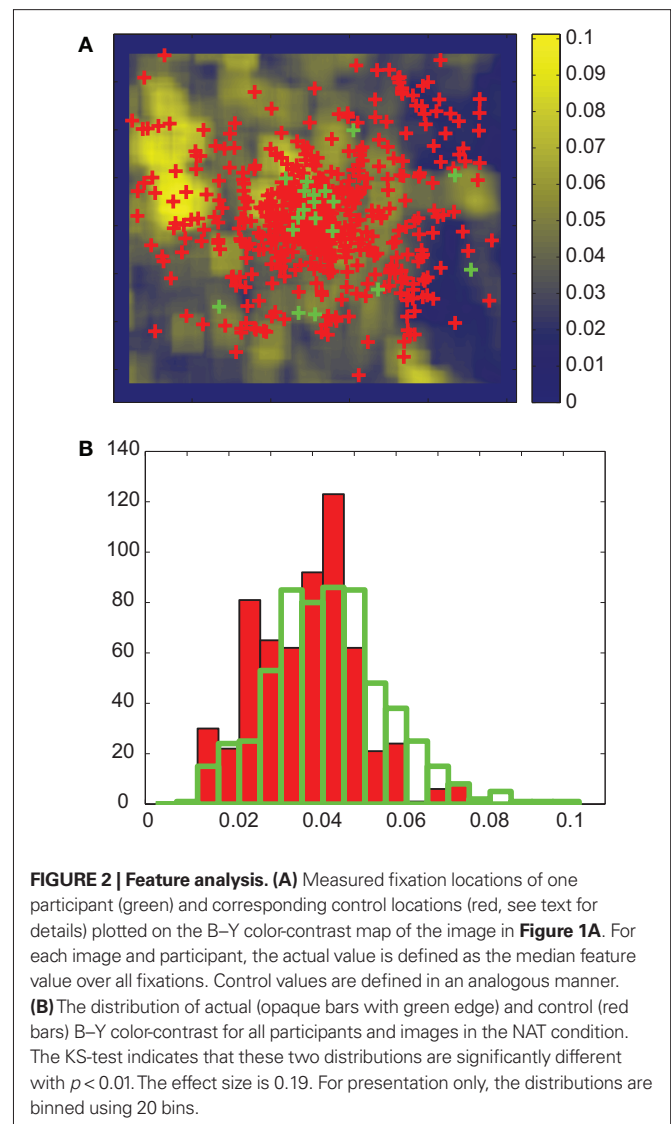 A
0.1
0.09
0.08
0.07
0.06
0.05
0.04
0.03
0.02
0.01
0
B
140
120
100
80
60
40
20
0
0 0.02 0.04 0.06 0.08 0.1
FIGURE 2 | Feature analysis. (A) Measured fixation locations of one
participant (green) and corresponding control locations (red, see text for
details) plotted on the B–Y color-contrast map of the image in Figure 1A. For
each image and participant, the actual value is defined as the median feature
value over all fixations. Control values are defined in an analogous manner.
(B) The distribution of actual (opaque bars with green edge) and control (red
bars) B–Y color-contrast for all participants and images in the NAT condition.
The KS-test indicates that these two distributions are significantly different
with p < 0.01. The effect size is 0.19. For presentation only, the distributions are
binned using 20 bins.